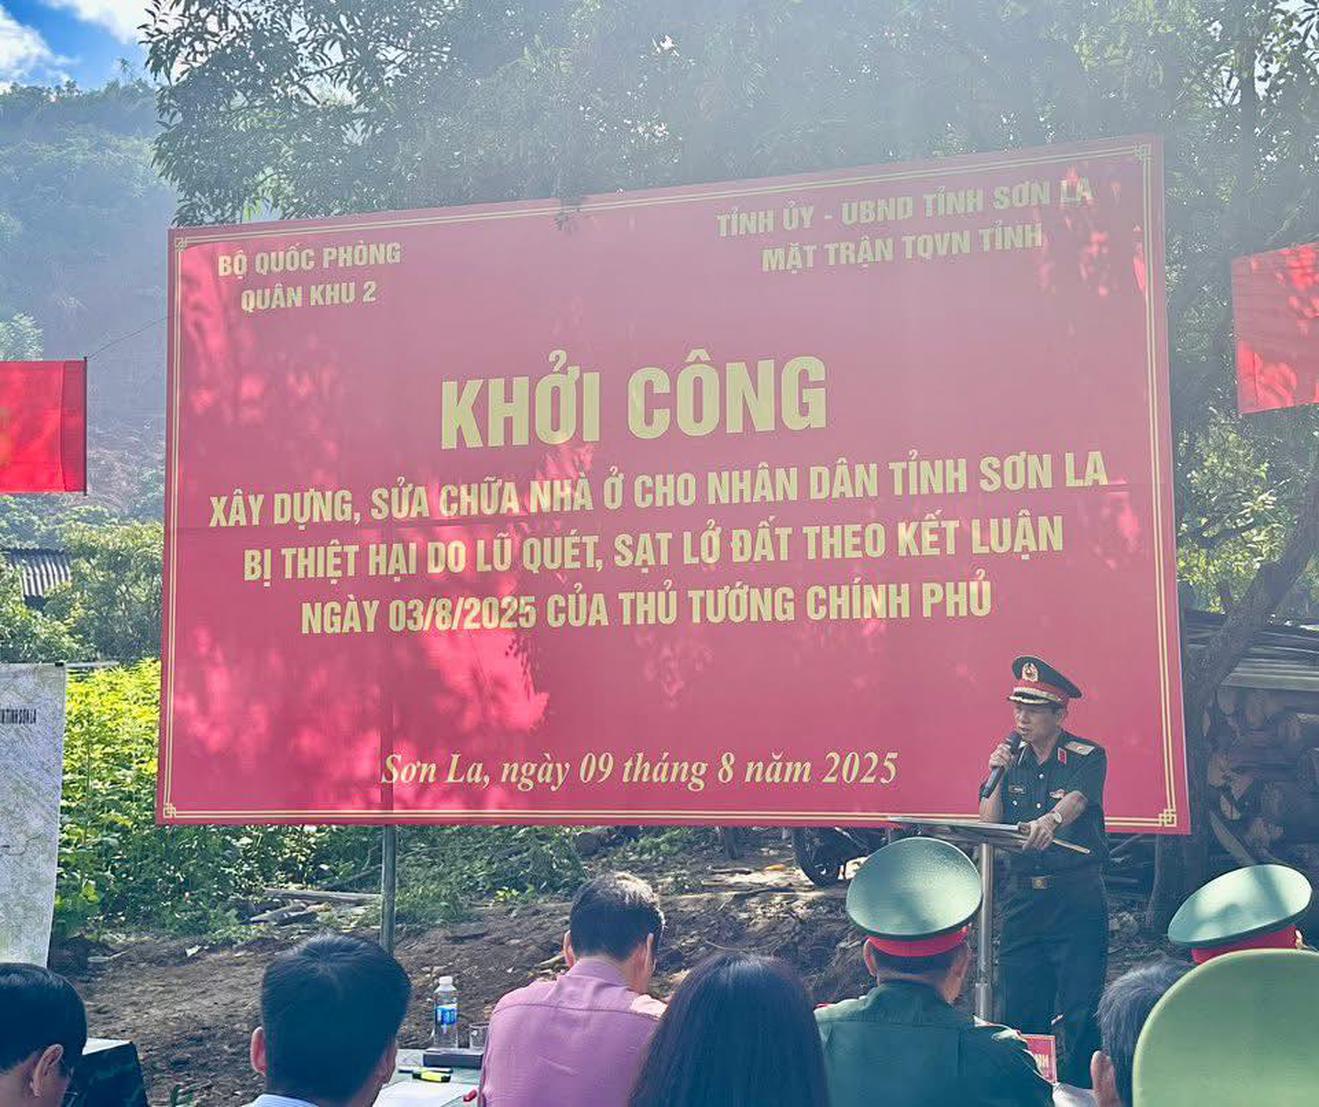 BỘ QUỐC PHÒNG
QUÂN KHU 2
TỈNH ỦY - UBND TỈNH SƠN LA
MẶT TRẬN TQVN TỈNH
KHỞI CÔNG
XÂY DỰNG, SỬA CHỮA NHÀ Ở CHO NHÂN DÂN TỈNH SƠN LA
BỊ THIỆT HẠI DO LŨ QUÉT, SẠT LỞ ĐẤT THEO KẾT LUẬN
NGÀY 03/8/2025 CỦA THỦ TƯỚNG CHÍNH PHỦ
Sơn La, ngày 09 tháng 8 năm 2025
TỈNH SƠN LA